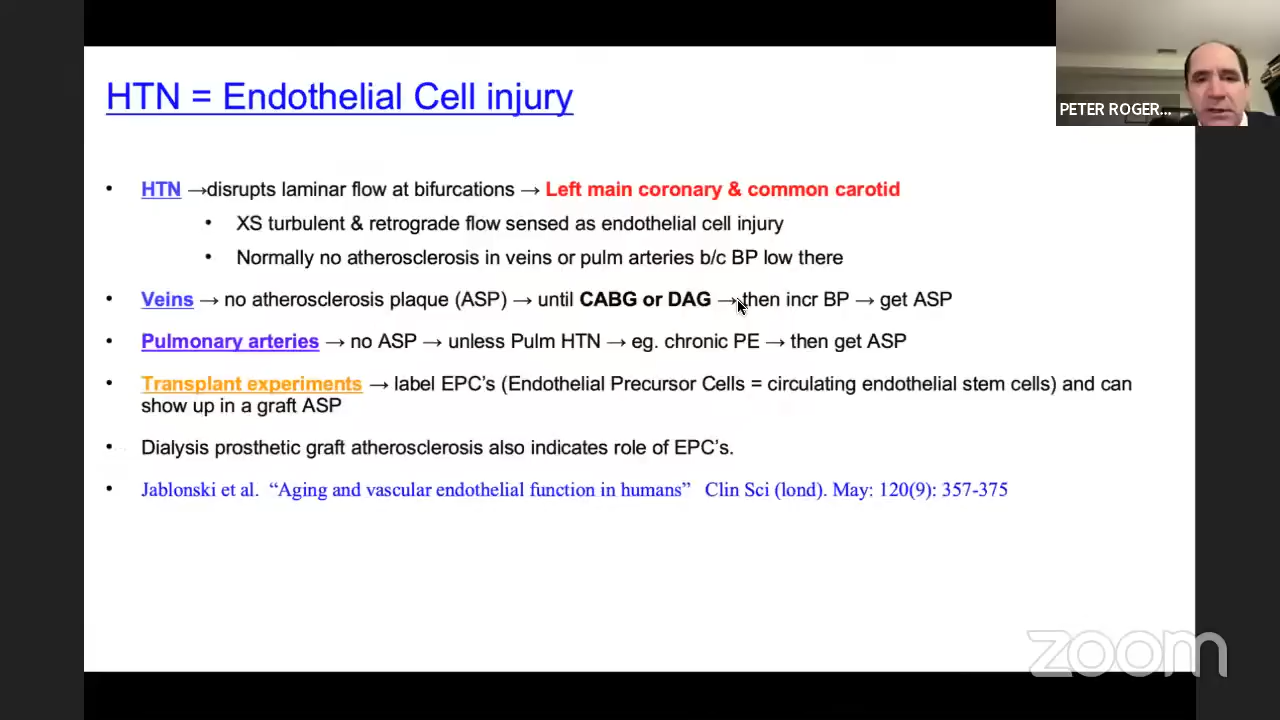 HTN = Endothelial Cell injury
PETER ROGER...
• HTN →disrupts laminar flow at bifurcations → Left main coronary & common carotid
• XS turbulent & retrograde flow sensed as endothelial cell injury
• Normally no atherosclerosis in veins or pulm arteries b/c BP low there
• Veins → no atherosclerosis plaque (ASP) → until CABG or DAG →then incr BP → get ASP
• Pulmonary arteries → no ASP → unless Pulm HTN → eg. chronic PE → then get ASP
• Transplant experiments → label EPC's (Endothelial Precursor Cells = circulating endothelial stem cells) and can
show up in a graft ASP
• Dialysis prosthetic graft atherosclerosis also indicates role of EPC's.
• Jablonski et al. “Aging and vascular endothelial function in humans” Clin Sci (lond). May: 120(9): 357-375
zoom